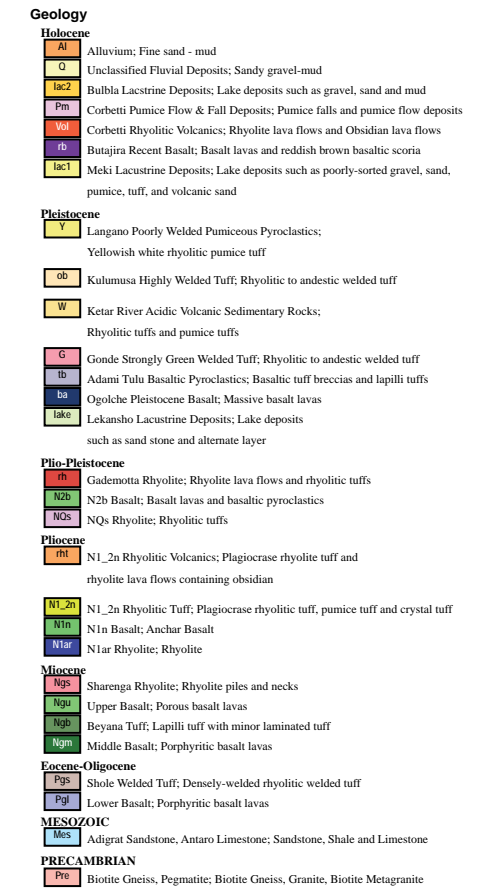 Geology
Holocene
Al Alluvium; Fine sand - mud
Q Unclassified Fluvial Deposits; Sandy gravel-mud
lac2 Bulbla Lacstrine Deposits; Lake deposits such as gravel, sand and mud
Pm Corbetti Pumice Flow & Fall Deposits; Pumice falls and pumice flow deposits
Vol Corbetti Rhyolitic Volcanics; Rhyolite lava flows and Obsidian lava flows
rb Butajira Recent Basalt; Basalt lavas and reddish brown basaltic scoria
lac1 Meki Lacustrine Deposits; Lake deposits such as poorly-sorted gravel, sand,
pumice, tuff, and volcanic sand
Pleistocene
Y Langano Poorly Welded Pumiceous Pyroclastics;
Yellowish white rhyolitic pumice tuff
ob Kulumusa Highly Welded Tuff; Rhyolitic to andestic welded tuff
W Ketar River Acidic Volcanic Sedimentary Rocks;
Rhyolitic tuffs and pumice tuffs
G Gonde Strongly Green Welded Tuff; Rhyolitic to andestic welded tuff
tb Adami Tulu Basaltic Pyroclastics; Basaltic tuff breccias and lapilli tuffs
ba Ogolche Pleistocene Basalt; Massive basalt lavas
lake Lekansho Lacustrine Deposits; Lake deposits
such as sand stone and alternate layer
Plio-Pleistocene
rh Gademotta Rhyolite; Rhyolite lava flows and rhyolitic tuffs
N2b N2b Basalt; Basalt lavas and basaltic pyroclastics
NQs NQs Rhyolite; Rhyolitic tuffs
Pliocene
rht N1_2n Rhyolitic Volcanics; Plagiocrase rhyolite tuff and
rhyolite lava flows containing obsidian
N1_2n N1_2n Rhyolitic Tuff; Plagiocrase rhyolitic tuff, pumice tuff and crystal tuff
N1n N1n Basalt; Anchar Basalt
N1ar N1ar Rhyolite; Rhyolite
Miocene
Ngs Sharenga Rhyolite; Rhyolite piles and necks
Ngu Upper Basalt; Porous basalt lavas
Ngb Beyana Tuff; Lapilli tuff with minor laminated tuff
Ngm Middle Basalt; Porphyritic basalt lavas
Eocene-Oligocene
Pgs Shole Welded Tuff; Densely-welded rhyolitic welded tuff
Pgl Lower Basalt; Porphyritic basalt lavas
MESOZOIC
Mes Adigrat Sandstone, Antaro Limestone; Sandstone, Shale and Limestone
PRECAMBRIAN
Pre Biotite Gneiss, Pegmatite; Biotite Gneiss, Granite, Biotite Metagranite